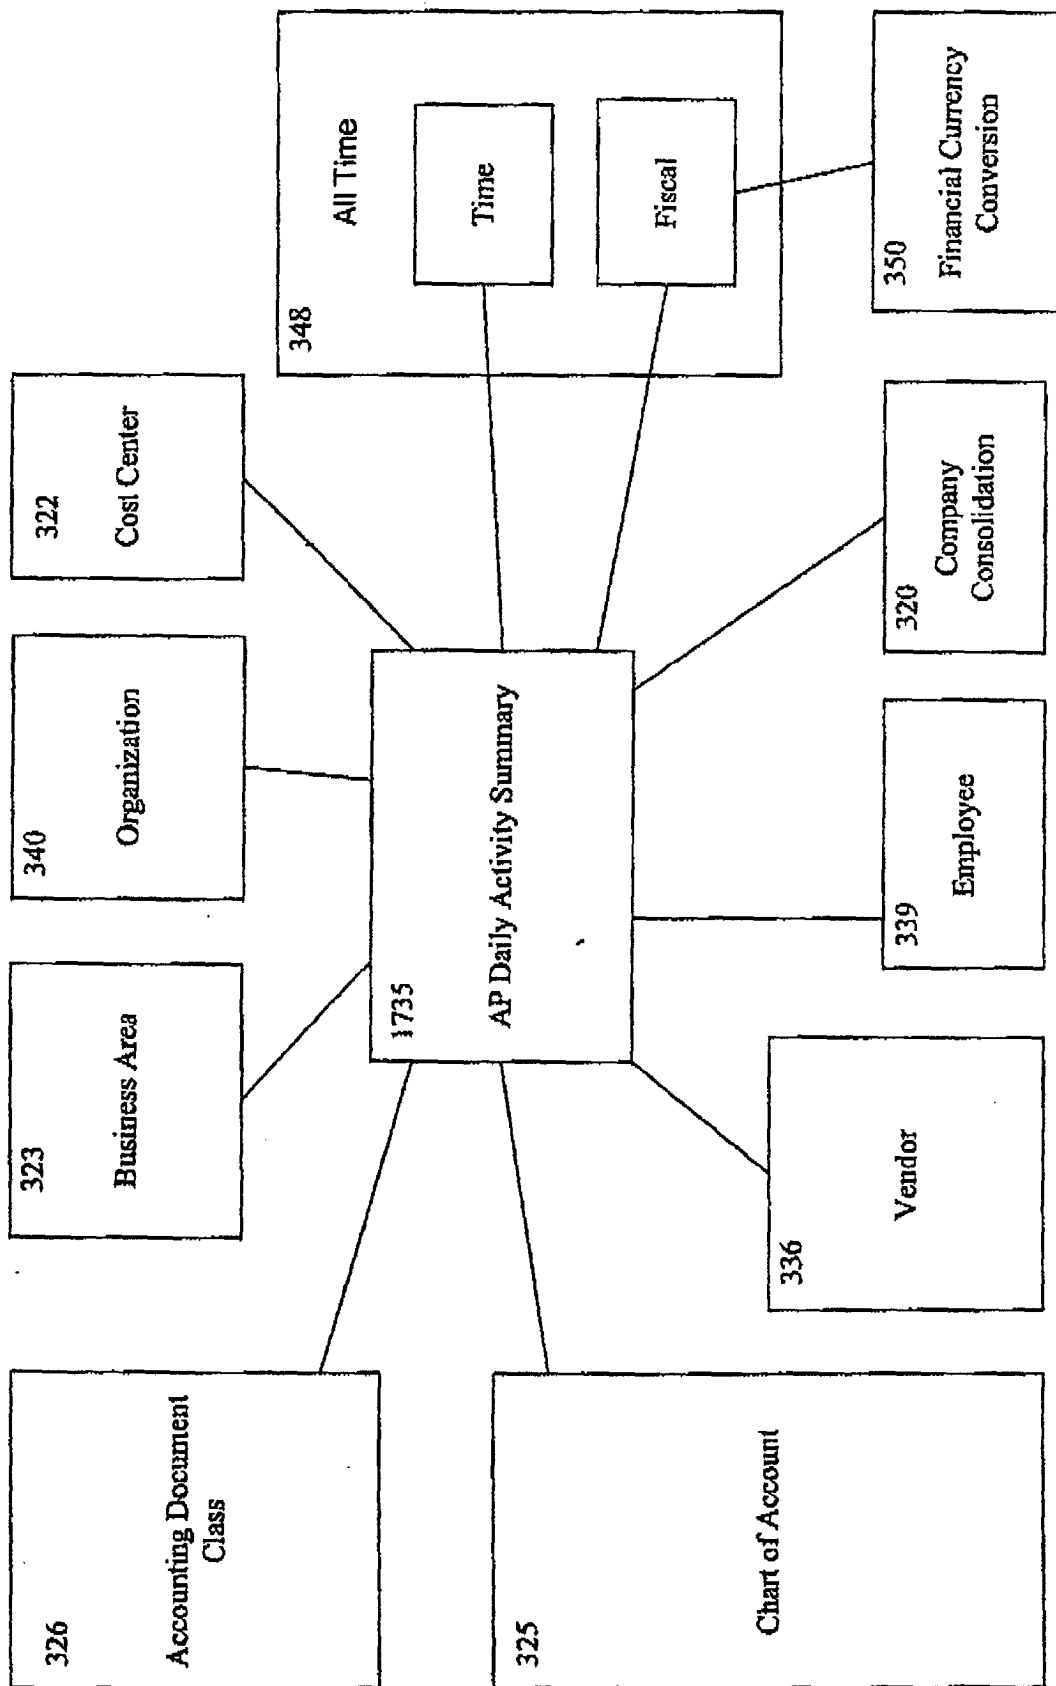 326
Accounting Document
Class
323
Business Area
340
Organization
322
Cost Center
348
All Time
Time
Fiscal
1735
AP Daily Activity Summary
325
Chart of Account
336
Vendor
339
Employee
320
Company
Consolidation
350
Financial Currency
Conversion